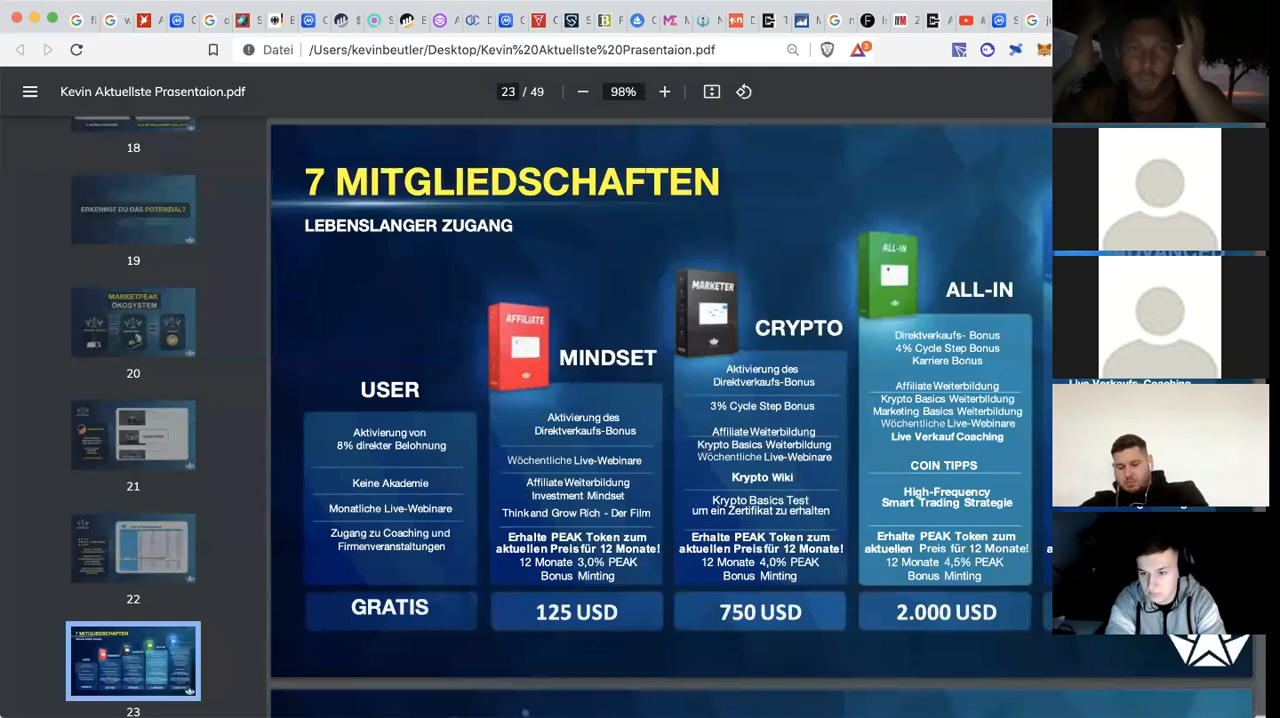 Datei
/Users/kevinbeutler/Desktop/Kevin%20Aktuellste%20Prasentaion.pdf
3
Kevin Aktuellste Prasentaion.pdf
23 / 49
98%
18
ERKENNST DU DAS POTENZIAL?
19
MARKETPEAK
ÖKOSYSTEM
20
21
22
7 MITGLIEDSCHAFTEN
23
7 MITGLIEDSCHAFTEN
LEBENSLANGER ZUGANG
USER
Aktivierung von
8% direkter Belohnung
Keine Akademie
Monatliche Live-Webinare
Zugang zu Coaching und
Firmenveranstaltungen
GRATIS
AFFILIATE
MINDSET
Aktivierung des
Direktverkaufs-Bonus
Wöchentliche Live-Webinare
Affiliate Weiterbildung
Investment Mindset
Think and Grow Rich - Der Film
Erhalte PEAK Token zum
aktuellen Preis für 12 Monate!
12 Monate 3,0% PEAK
Bonus Minting
125 USD
MARKETER
CRYPTO
Aktivierung des
Direktverkaufs-Bonus
3% Cycle Step Bonus
Affiliate Weiterbildung
Krypto Basics Weiterbildung
Wöchentliche Live-Webinare
Krypto Wiki
Krypto Basics Test
um ein Zertifikat zu erhalten
Erhalte PEAK Token zum
aktuellen Preis für 12 Monate!
12 Monate 4,0% PEAK
Bonus Minting
750 USD
ALL-IN
ALL-IN
Direktverkaufs- Bonus
4% Cycle Step Bonus
Karriere Bonus
Affiliate Weiterbildung
Krypto Basics Weiterbildung
Marketing Basics Weiterbildung
Wöchentliche Live-Webinare
Live Verkauf Coaching
COIN TIPPS
High-Frequency
Smart Trading Strategie
Erhalte PEAK Token zum
aktuellen Preis für 12 Monate!
12 Monate 4,5% PEAK
Bonus Minting
2.000 USD
Live Verkaufs-Coaching